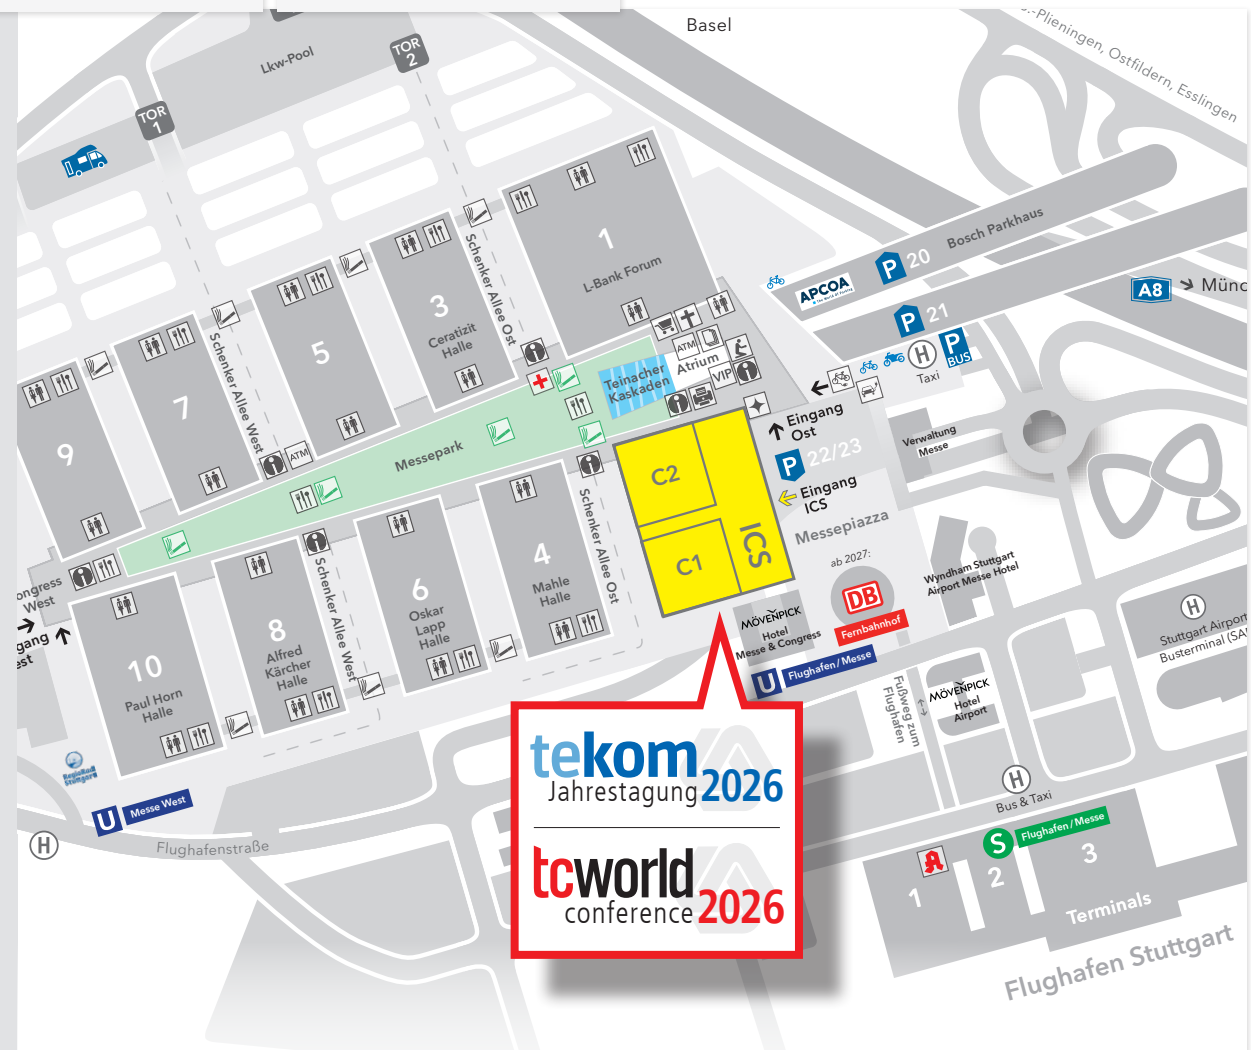 Basel
.-Plieningen, Ostfildern, Esslingen
Lkw-Pool
TOR
2
TOR
1
Bosch Parkhaus
P 20
APCOA
A8
Münc
P 21
H
P
BUS
Taxi
1
L-Bank Forum
Schenker Allee Ost
3
Ceratizit
Halle
5
Schenker Allee West
7
9
ATM
Atrium
VIP
Teinacher
Kaskaden
Messepark
ATM
Eingang
Ost
P 22/23
Eingang
ICS
Verwaltung
Messe
Messepiazza
C2
C1
ICS
ab 2027:
DB
Fernbahnhof
Wyndham Stuttgart
Airport Messe Hotel
H
Stuttgart Airport
Busterminal (SA
MÖVENPICK
Hotel
Messe & Congress
U Flughafen/Messe
MÖVENPICK
Hotel
Airport
Fußweg zum
Flughafen
Schenker Allee Ost
4
Mahle
Halle
6
Oskar
Lapp
Halle
Schenker Allee West
8
Alfred
Kärcher
Halle
10
Paul Horn
Halle
ongress
West
gang
est
RegioRad
Stuttgart
U Messe West
H
Flughafenstraße
tekom
Jahrestagung 2026
tcworld
conference 2026
H
Bus & Taxi
S Flughafen/Messe
1
2
3
Terminals
Flughafen Stuttgart